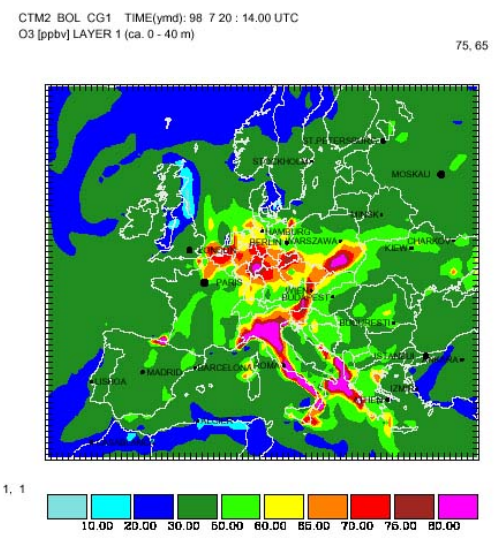 CTM2 BOL CG1 TIME(ymd): 98 7 20 : 14.00 UTC
O3 [ppbv] LAYER 1 (ca. 0 - 40 m)
75, 65
ST.PETERSBURG
STOCKHOLM
MOSKAU
HAMBURG
BERLIN WARSZAWA
CHARKOV
KIEW
LONDON
PARIS
WIEN
BUDAPEST
BUCURESTI
ISTANBUL
ANKARA
MADRID BARCELONA ROMA
LISBOA
IZMIR
1, 1
10.00 20.00 30.00 50.00 60.00 65.00 70.00 75.00 80.00